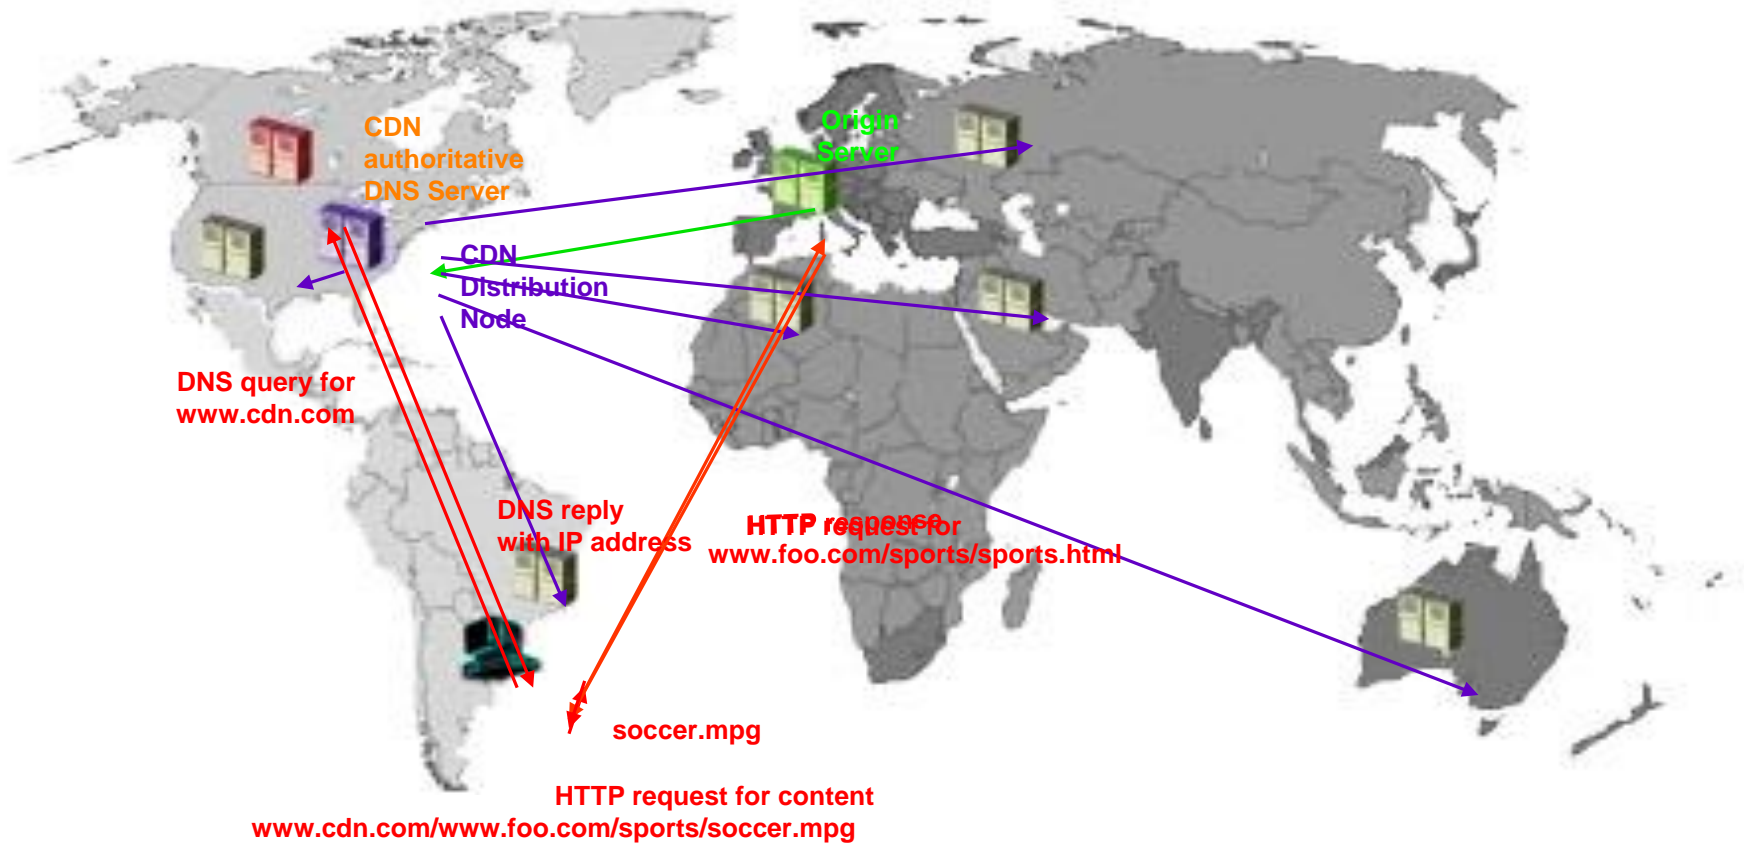 CDN
authoritative
DNS Server
Origin
Server
CDN
Distribution
Node
DNS query for
www.cdn.com
DNS reply
with IP address
HTTP response
HTTP request for
www.foo.com/sports/sports.html
soccer.mpg
HTTP request for content
www.cdn.com/www.foo.com/sports/soccer.mpg